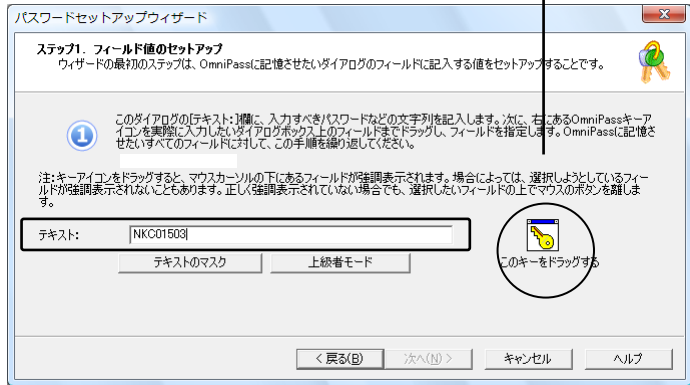 パスワードセットアップウィザード
ステップ1. フィールド値のセットアップ
ウィザードの最初のステップは、OmniPassに記憶させたいダイアログのフィールドに記入する値をセットアップすることです。
このダイアログの[テキスト:]欄に、入力すべきパスワードなどの文字列を記入します。次に、右にあるOmniPassキーア
イコンを実際に入力したいダイアログボックス上のフィールドまでドラッグし、フィールドを指定します。OmniPassに記憶さ
せたいすべてのフィールドに対して、この手順を繰り返してください。
注:キーアイコンをドラッグすると、マウスカーソルの下にあるフィールドが強調表示されます。場合によっては、選択しようとしているフィー
ルドが強調表示されないこともあります。正しく強調表示されていない場合でも、選択したいフィールドの上でマウスのボタンを離しま
す。
テキスト: NKC01503
このキーをドラッグする
テキストのマスク 上級者モード
< 戻る(B) 次へ(N) > キャンセル ヘルプ